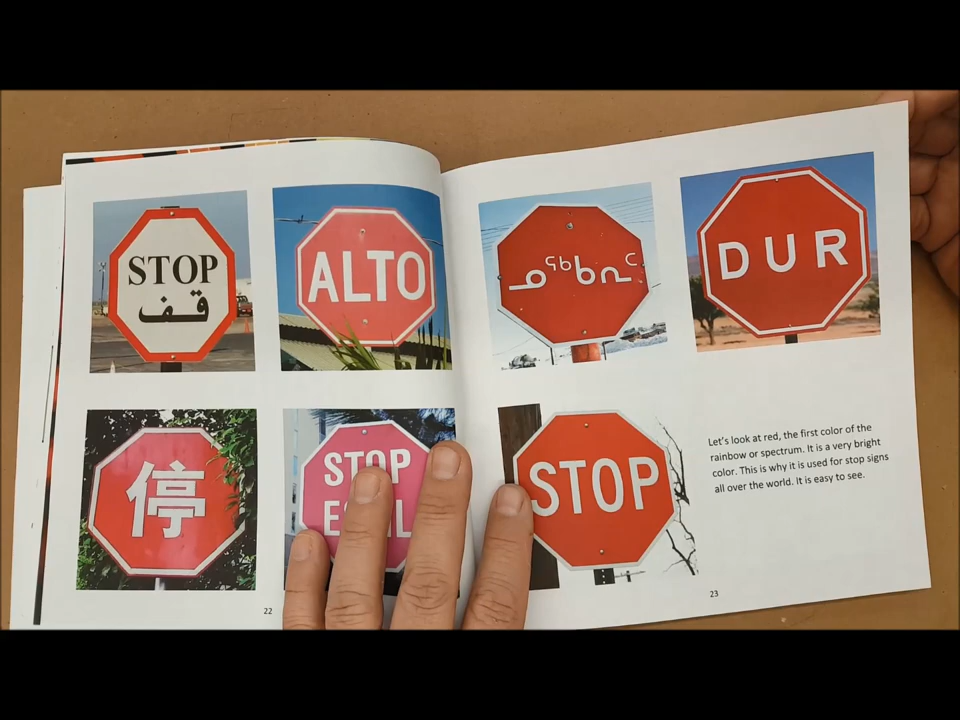 STOP
قف
ALTO
停
STOP
22
ᓄᖅᑲᕆᑦ
DUR
STOP
Let's look at red, the first color of the
rainbow or spectrum. It is a very bright
color. This is why it is used for stop signs
all over the world. It is easy to see.
23